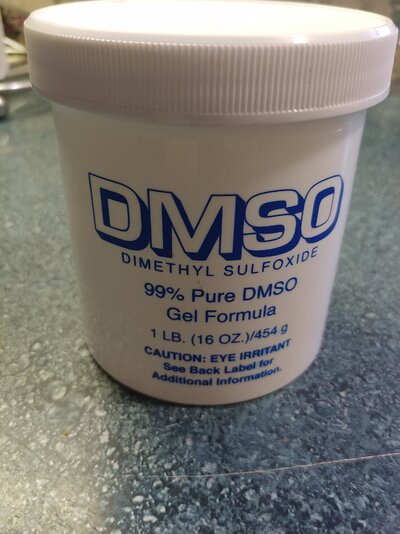 DMSO
DIMETHYL SULFOXIDE
99% Pure DMSO
Gel Formula
1 LB. (16 OZ.)/454 g
CAUTION: EYE IRRITANT
See Back Label for
Additional Information.